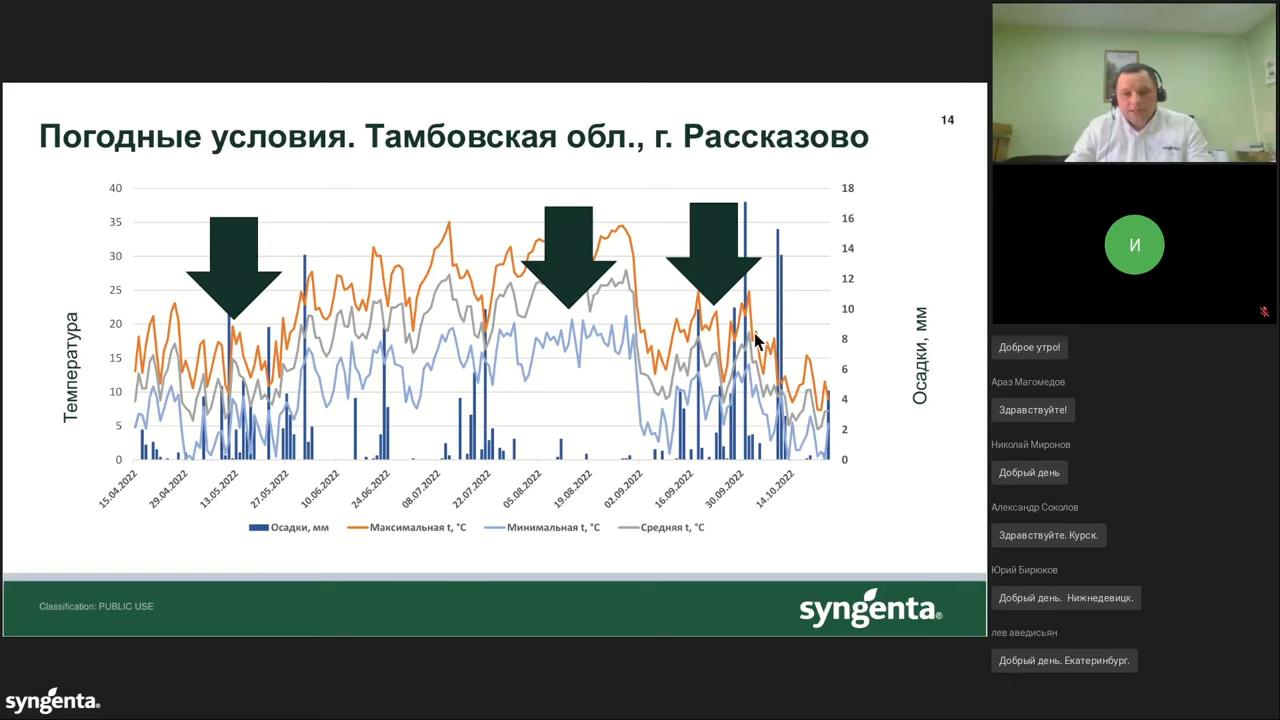 Погодные условия. Тамбовская обл., г. Рассказово
14
40
35
30
25
20
15
10
5
0
Температура
18
16
14
12
10
8
6
4
2
0
Осадки, мм
15.04.2022
29.04.2022
13.05.2022
27.05.2022
10.06.2022
24.06.2022
08.07.2022
22.07.2022
05.08.2022
19.08.2022
02.09.2022
16.09.2022
30.09.2022
14.10.2022
Осадки, мм
Максимальная t, °C
Минимальная t, °C
Средняя t, °C
Classification: PUBLIC USE
syngenta®
syngenta
И
Доброе утро!
Араз Магомедов
Здравствуйте!
Николай Миронов
Добрый день
Александр Соколов
Здравствуйте. Курск.
Юрий Бирюков
Добрый день. Нижнедевицк.
лев аведисьян
Добрый день. Екатеринбург.
syngenta.